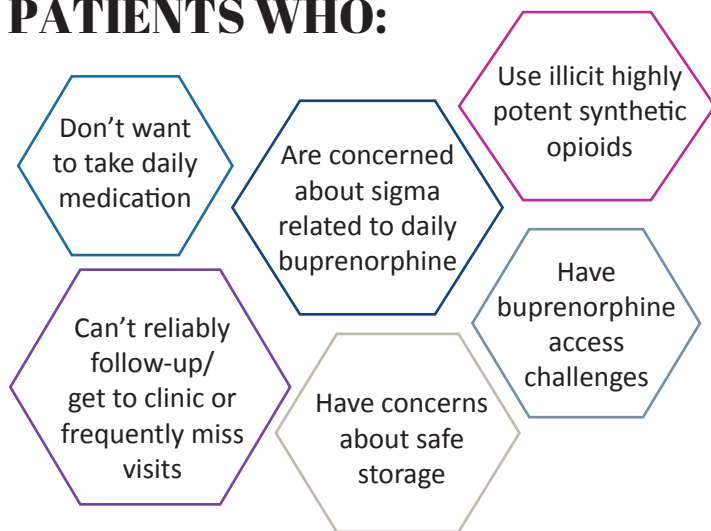 PATIENTS WHO:
Don't want
to take daily
medication
Are concerned
about sigma
related to daily
buprenorphine
Use illicit highly
potent synthetic
opioids
Can't reliably
follow-up/
get to clinic or
frequently miss
visits
Have concerns
about safe
storage
Have
buprenorphine
access
challenges